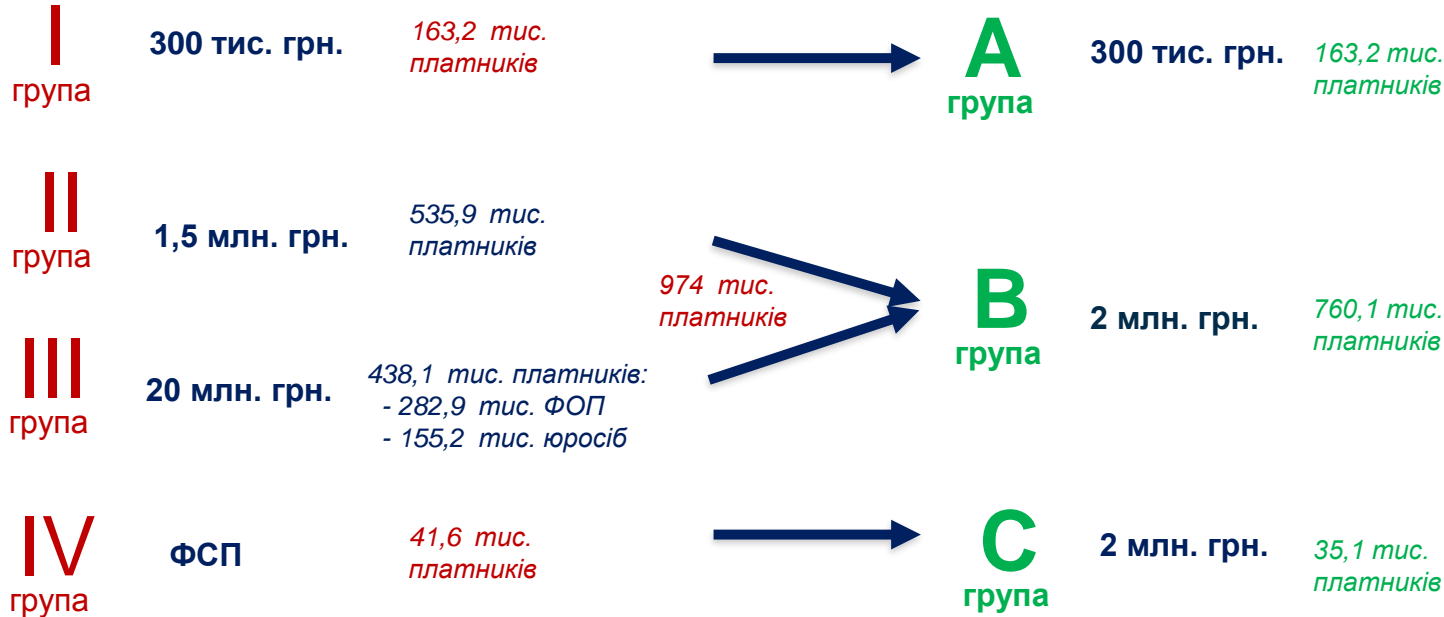 I
група
300 тис. грн.
163,2 тис.
платників
А
група
300 тис. грн.
163,2 тис.
платників
II
група
1,5 млн. грн.
535,9 тис.
платників
974 тис.
платників
В
група
2 млн. грн.
760,1 тис.
платників
III
група
20 млн. грн.
438,1 тис. платників:
- 282,9 тис. ФОП
- 155,2 тис. юросіб
IV
група
ФСП
41,6 тис.
платників
С
група
2 млн. грн.
35,1 тис.
платників